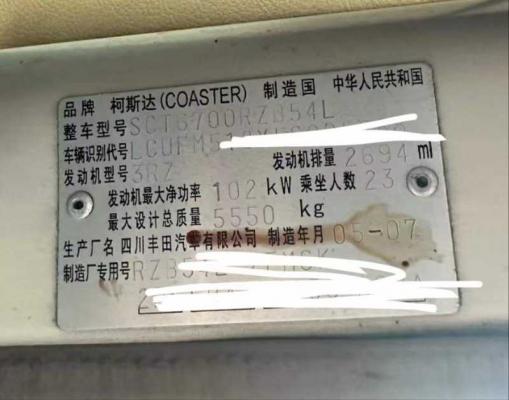 品牌 柯斯达(COASTER) 制造国 中华人民共和国
整车型号 SCT6700RZB54L
车辆识别代号
发动机型号 3RZ 发动机排量 2694 ml
发动机最大净功率 102 kW 乘坐人数 23
最大设计总质量 5550 kg
生产厂名 四川丰田汽车有限公司 制造年月 05-07
制造厂专用号